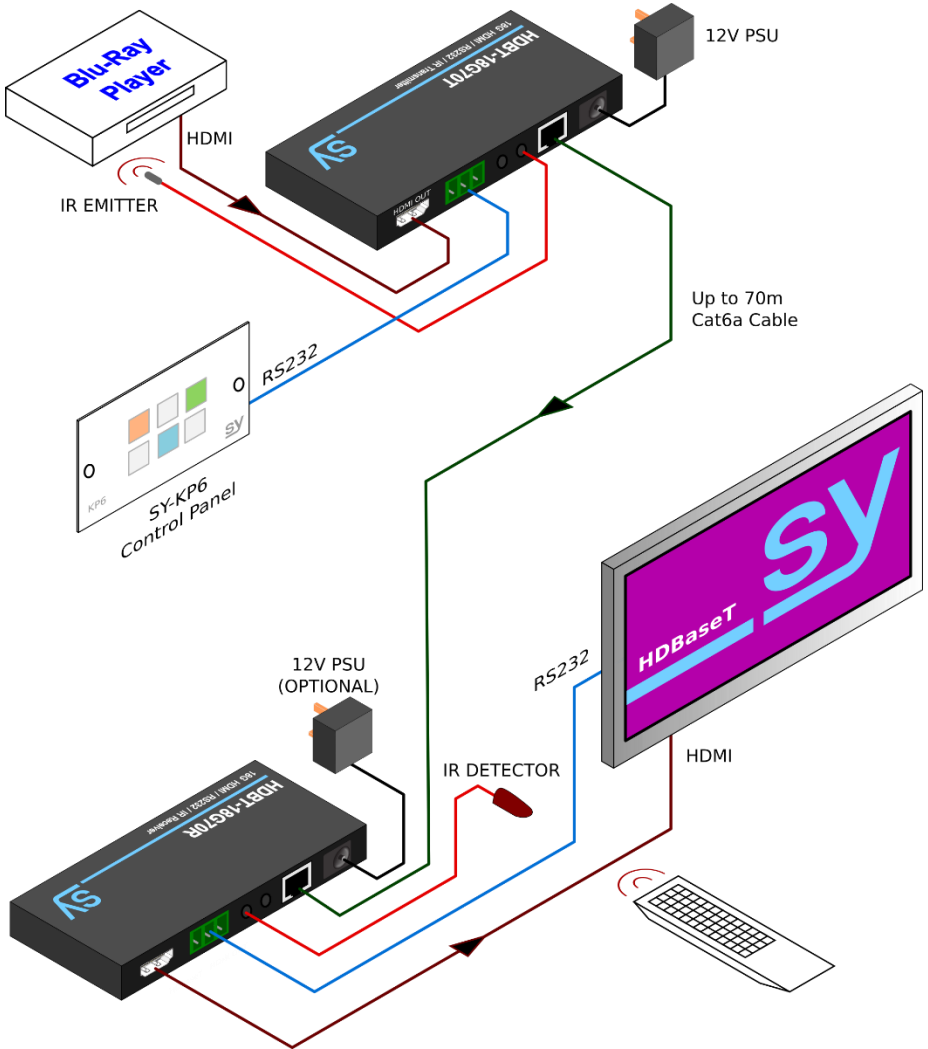 Blu-Ray
Player
HDMI
IR EMITTER
18G HDMI / RS232 / IR Transmitter
HDBT-18G70T
sy
HDMI OUT
12V PSU
Up to 70m
Cat6a Cable
RS232
sy
KP6
SY-KP6
Control Panel
sy
HDBaseT
RS232
HDMI
12V PSU
(OPTIONAL)
IR DETECTOR
18G HDMI / RS232 / IR Receiver
HDBT-18G70R
sy